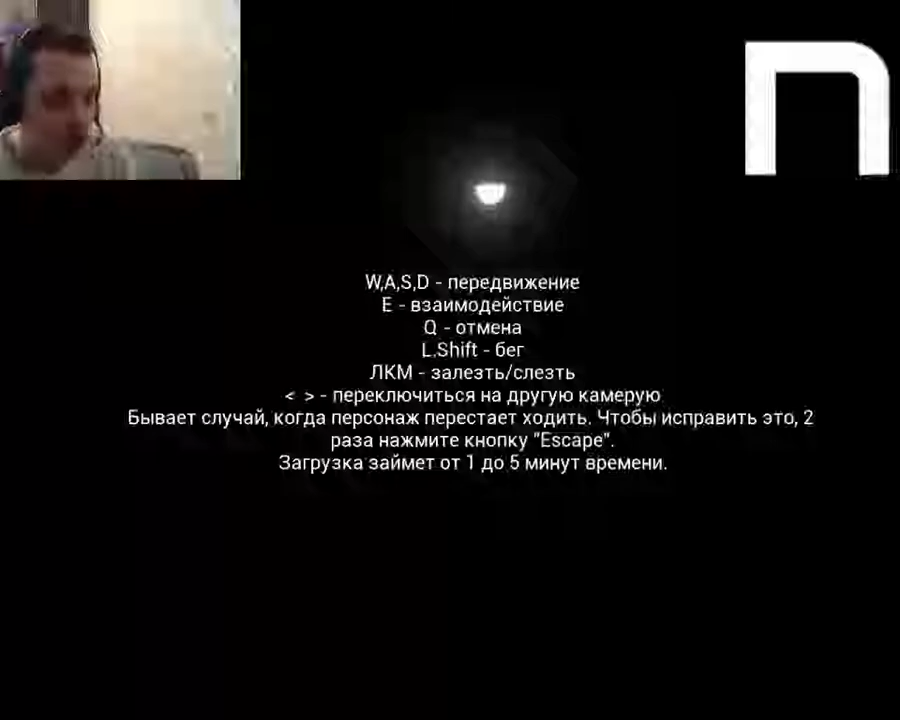 W,A,S,D - передвижение
E - взаимодействие
Q - отмена
L.Shift - бег
ЛКМ - залезть/слезть
< > - переключиться на другую камерую
Бывает случай, когда персонаж перестает ходить. Чтобы исправить это, 2
раза нажмите кнопку "Escape".
Загрузка займет от 1 до 5 минут времени.